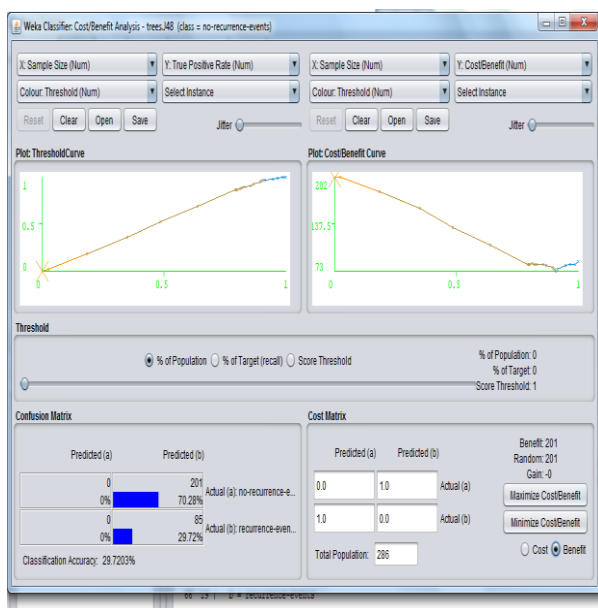 Weka Classifier: Cost/Benefit Analysis - trees.J48 (class = no-recurrence-events)
X: Sample Size (Num)
Y: True Positive Rate (Num)
X: Sample Size (Num)
Y: Cost/Benefit (Num)
Colour: Threshold (Num)
Select Instance
Colour: Threshold (Num)
Select Instance
Reset
Clear
Open
Save
Jitter
Reset
Clear
Open
Save
Jitter
Plot: ThresholdCurve
Plot: Cost/Benefit Curve
1
0.5
0
0
0.5
1
202
137.5
73
0
0.5
1
Threshold
% of Population
% of Target (recall)
Score Threshold
% of Population: 0
% of Target: 0
Score Threshold: 1
Confusion Matrix
Predicted (a)
Predicted (b)
0
0%
201
70.28%
Actual (a): no-recurrence-e...
0
0%
85
29.72%
Actual (b): recurrence-even...
Classification Accuracy: 29.7203%
Cost Matrix
Predicted (a)
Predicted (b)
0.0
1.0
Actual (a)
1.0
0.0
Actual (b)
Total Population: 286
Benefit: 201
Random: 201
Gain: -0
Maximize Cost/Benefit
Minimize Cost/Benefit
Cost
Benefit